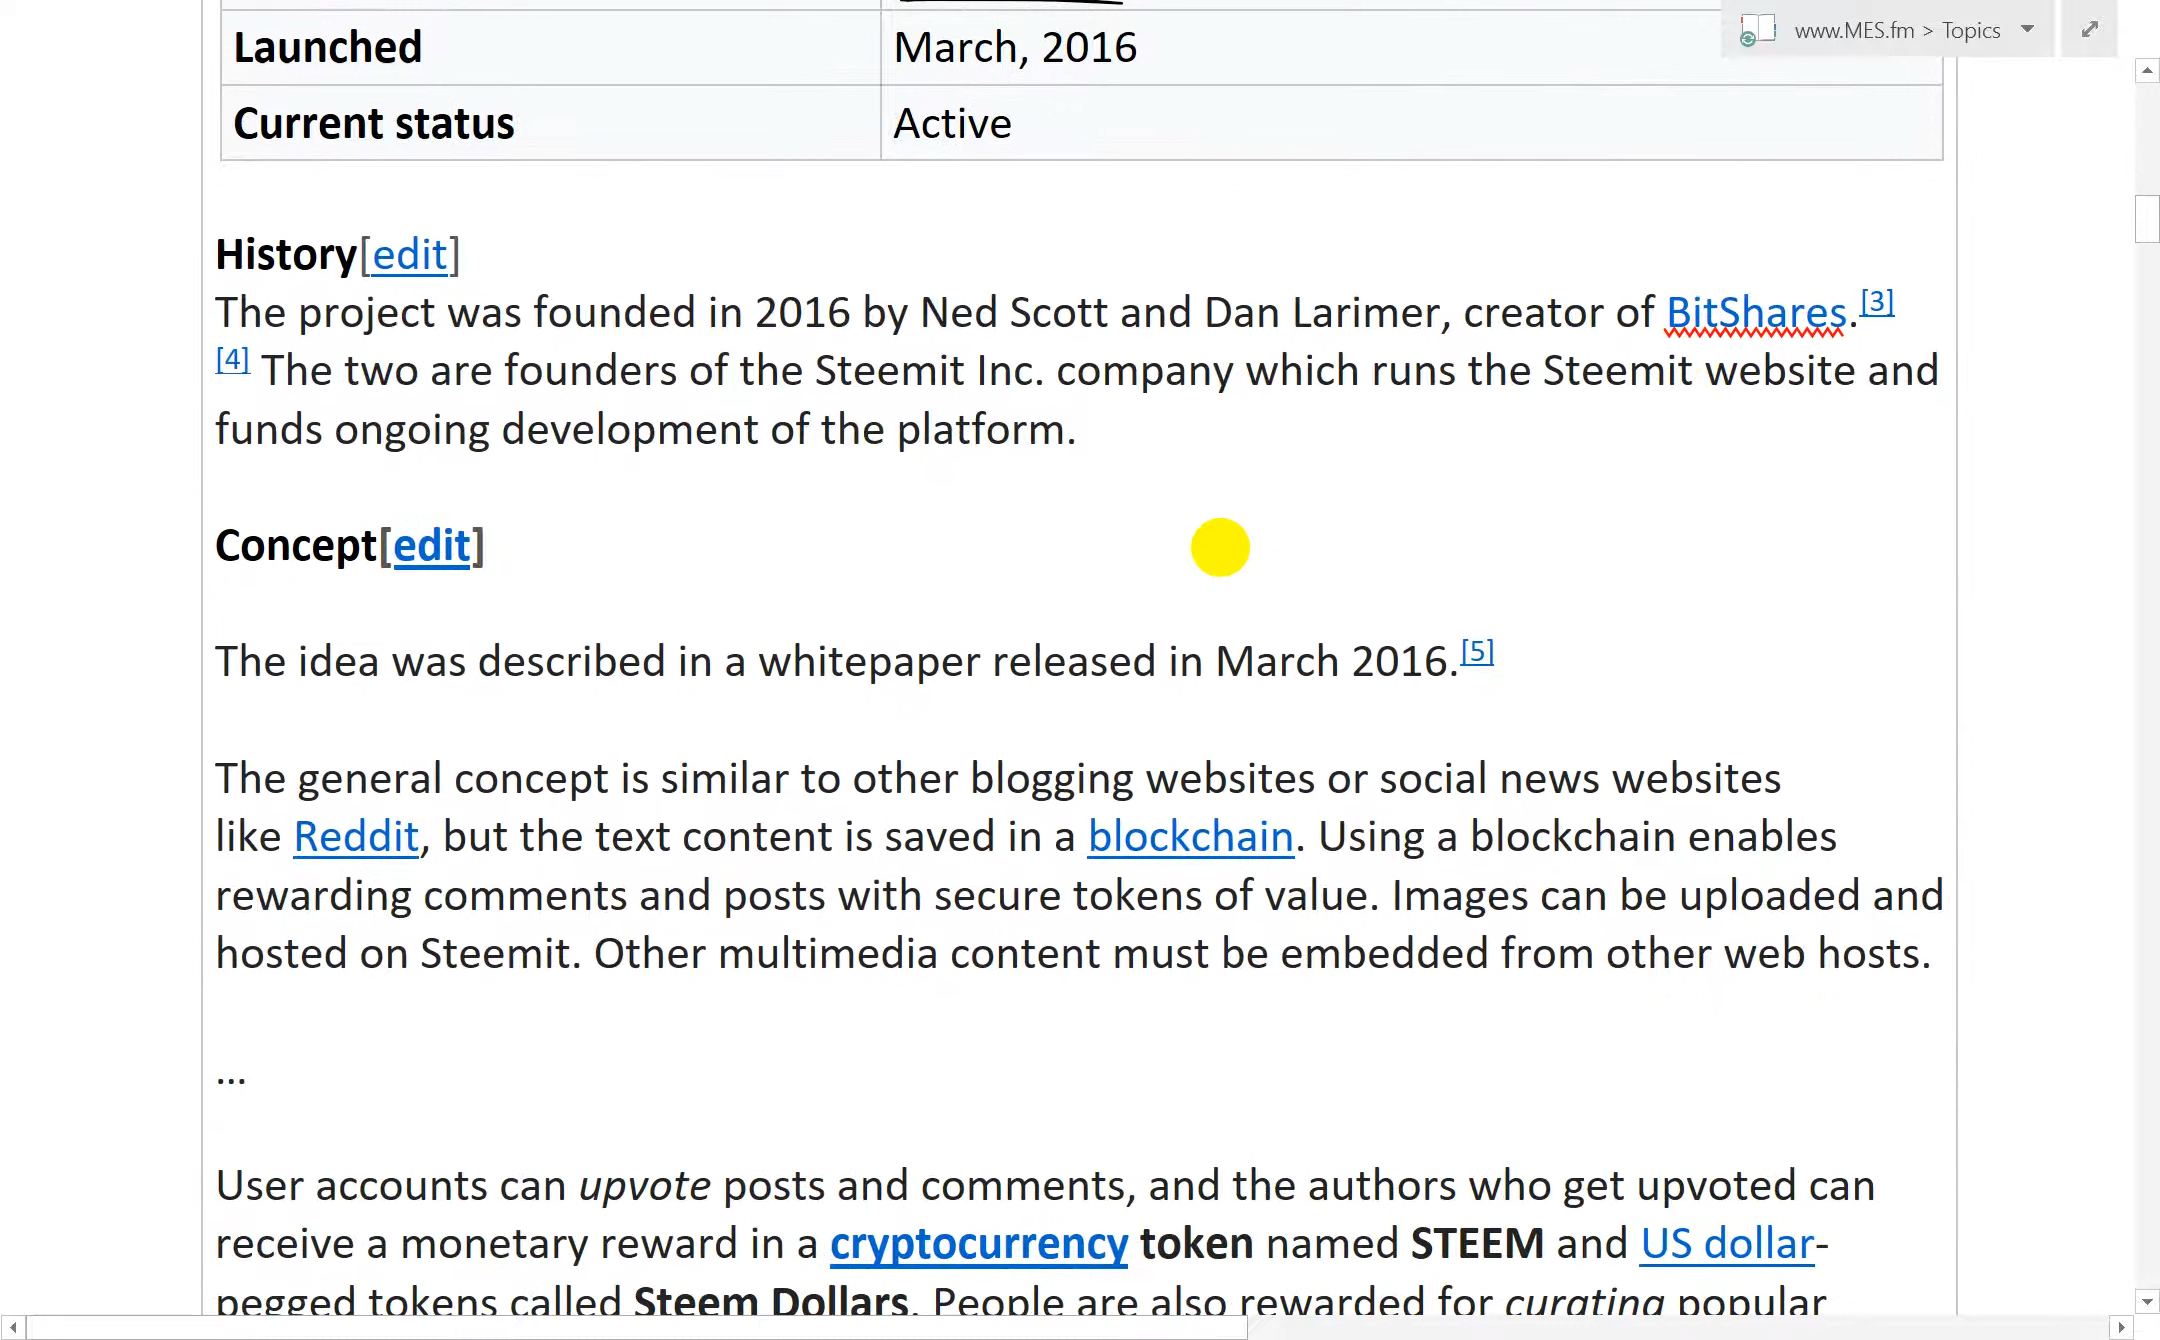 www.MES.fm > Topics
Launched March, 2016
Current status Active
History[edit]
The project was founded in 2016 by Ned Scott and Dan Larimer, creator of BitShares.[3]
[4] The two are founders of the Steemit Inc. company which runs the Steemit website and
funds ongoing development of the platform.
Concept[edit]
The idea was described in a whitepaper released in March 2016.[5]
The general concept is similar to other blogging websites or social news websites
like Reddit, but the text content is saved in a blockchain. Using a blockchain enables
rewarding comments and posts with secure tokens of value. Images can be uploaded and
hosted on Steemit. Other multimedia content must be embedded from other web hosts.
...
User accounts can upvote posts and comments, and the authors who get upvoted can
receive a monetary reward in a cryptocurrency token named STEEM and US dollar-
pegged tokens called Steem Dollars. People are also rewarded for curating popular